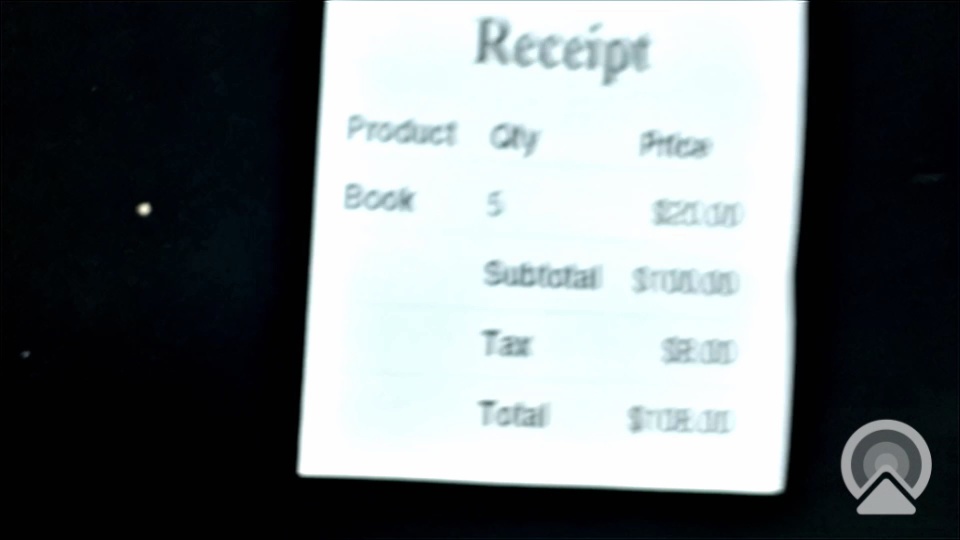 Receipt
Product Qty Price
Book 5 $20.00
Subtotal $100.00
Tax $8.00
Total $108.00